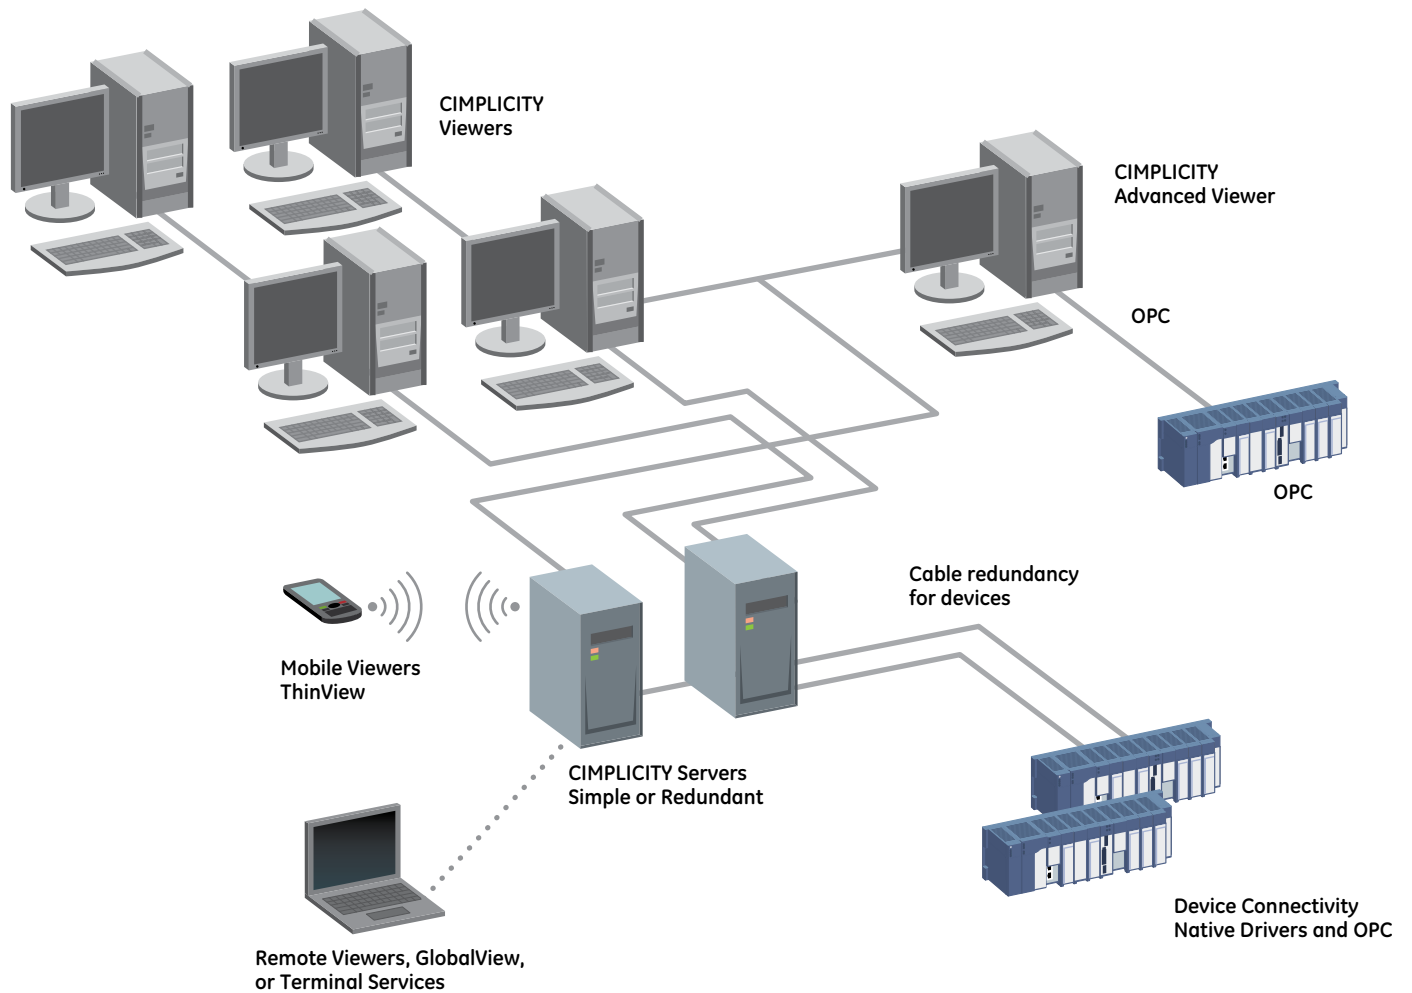 CIMPLICITY
Viewers
CIMPLICITY
Advanced Viewer
OPC
OPC
Cable redundancy
for devices
Mobile Viewers
ThinView
CIMPLICITY Servers
Simple or Redundant
Device Connectivity
Native Drivers and OPC
Remote Viewers, GlobalView,
or Terminal Services